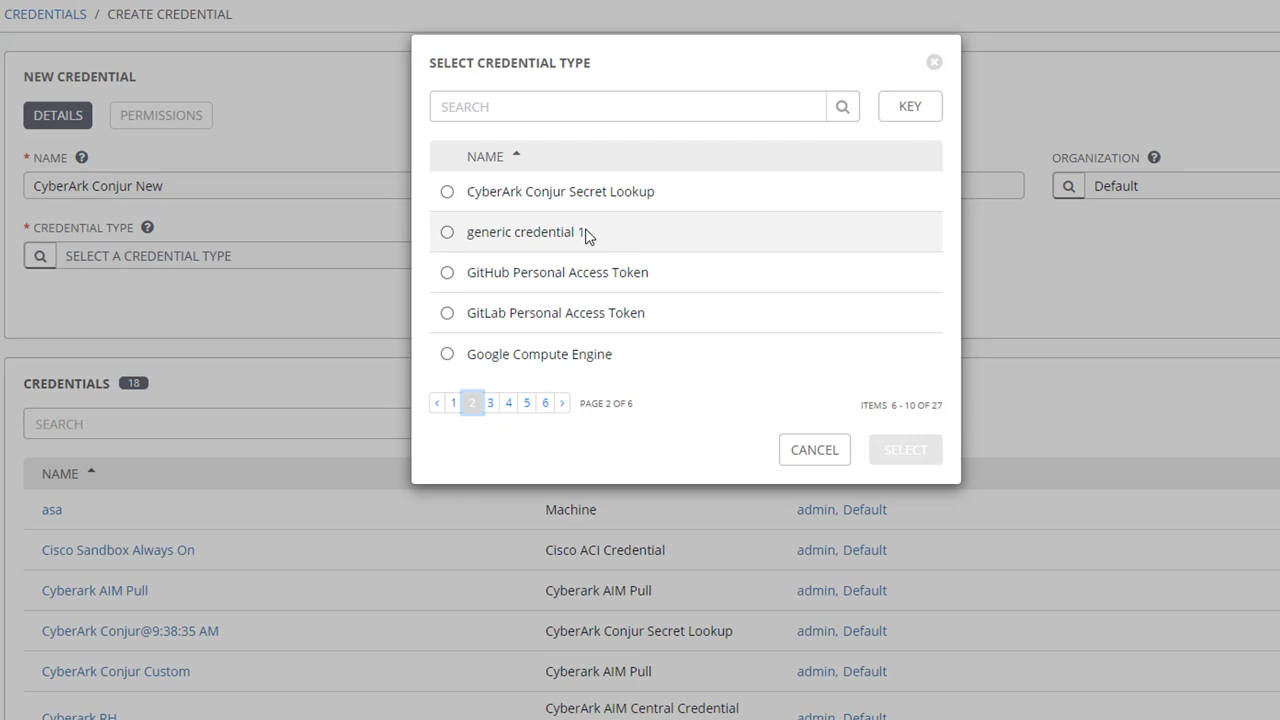 CREDENTIALS / CREATE CREDENTIAL
NEW CREDENTIAL
DETAILS PERMISSIONS
* NAME ?
CyberArk Conjur New
* CREDENTIAL TYPE ?
SELECT A CREDENTIAL TYPE
ORGANIZATION ?
Default
SELECT CREDENTIAL TYPE
SEARCH KEY
NAME
CyberArk Conjur Secret Lookup
generic credential 1
GitHub Personal Access Token
GitLab Personal Access Token
Google Compute Engine
< 1 2 3 4 5 6 > PAGE 2 OF 6 ITEMS 6 - 10 OF 27
CANCEL SELECT
CREDENTIALS 18
SEARCH
NAME
asa Machine admin, Default
Cisco Sandbox Always On Cisco ACI Credential admin, Default
Cyberark AIM Pull Cyberark AIM Pull admin, Default
CyberArk Conjur@9:38:35 AM CyberArk Conjur Secret Lookup admin, Default
CyberArk Conjur Custom Cyberark AIM Pull admin, Default
CyberArk AIM Central Credential
Cyberark RH admin, Default